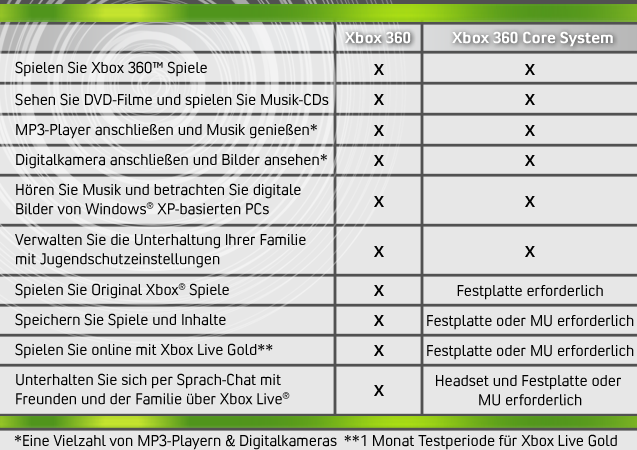 Xbox 360 Xbox 360 Core System
Spielen Sie Xbox 360™ Spiele X X
Sehen Sie DVD-Filme und spielen Sie Musik-CDs X X
MP3-Player anschließen und Musik genießen* X X
Digitalkamera anschließen und Bilder ansehen* X X
Hören Sie Musik und betrachten Sie digitale
Bilder von Windows® XP-basierten PCs X X
Verwalten Sie die Unterhaltung Ihrer Familie
mit Jugendschutzeinstellungen X X
Spielen Sie Original Xbox® Spiele X Festplatte erforderlich
Speichern Sie Spiele und Inhalte X Festplatte oder MU erforderlich
Spielen Sie online mit Xbox Live Gold** X Festplatte oder MU erforderlich
Unterhalten Sie sich per Sprach-Chat mit
Freunden und der Familie über Xbox Live® X Headset und Festplatte oder
MU erforderlich
*Eine Vielzahl von MP3-Playern & Digitalkameras **1 Monat Testperiode für Xbox Live Gold